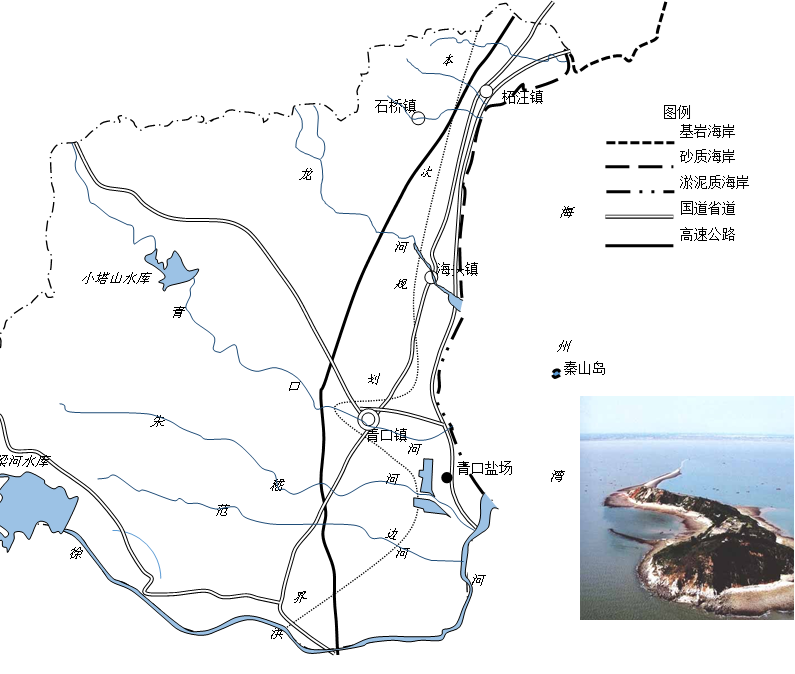 图例
基岩海岸
砂质海岸
淤泥质海岸
国道省道
高速公路
本次规划边界
石桥镇
柘汪镇
龙河
海州湾
海头镇
小塔山水库
青口河
秦山岛
青口镇
朱稽河
青口盐场
梁河水库
范河
徐洪河